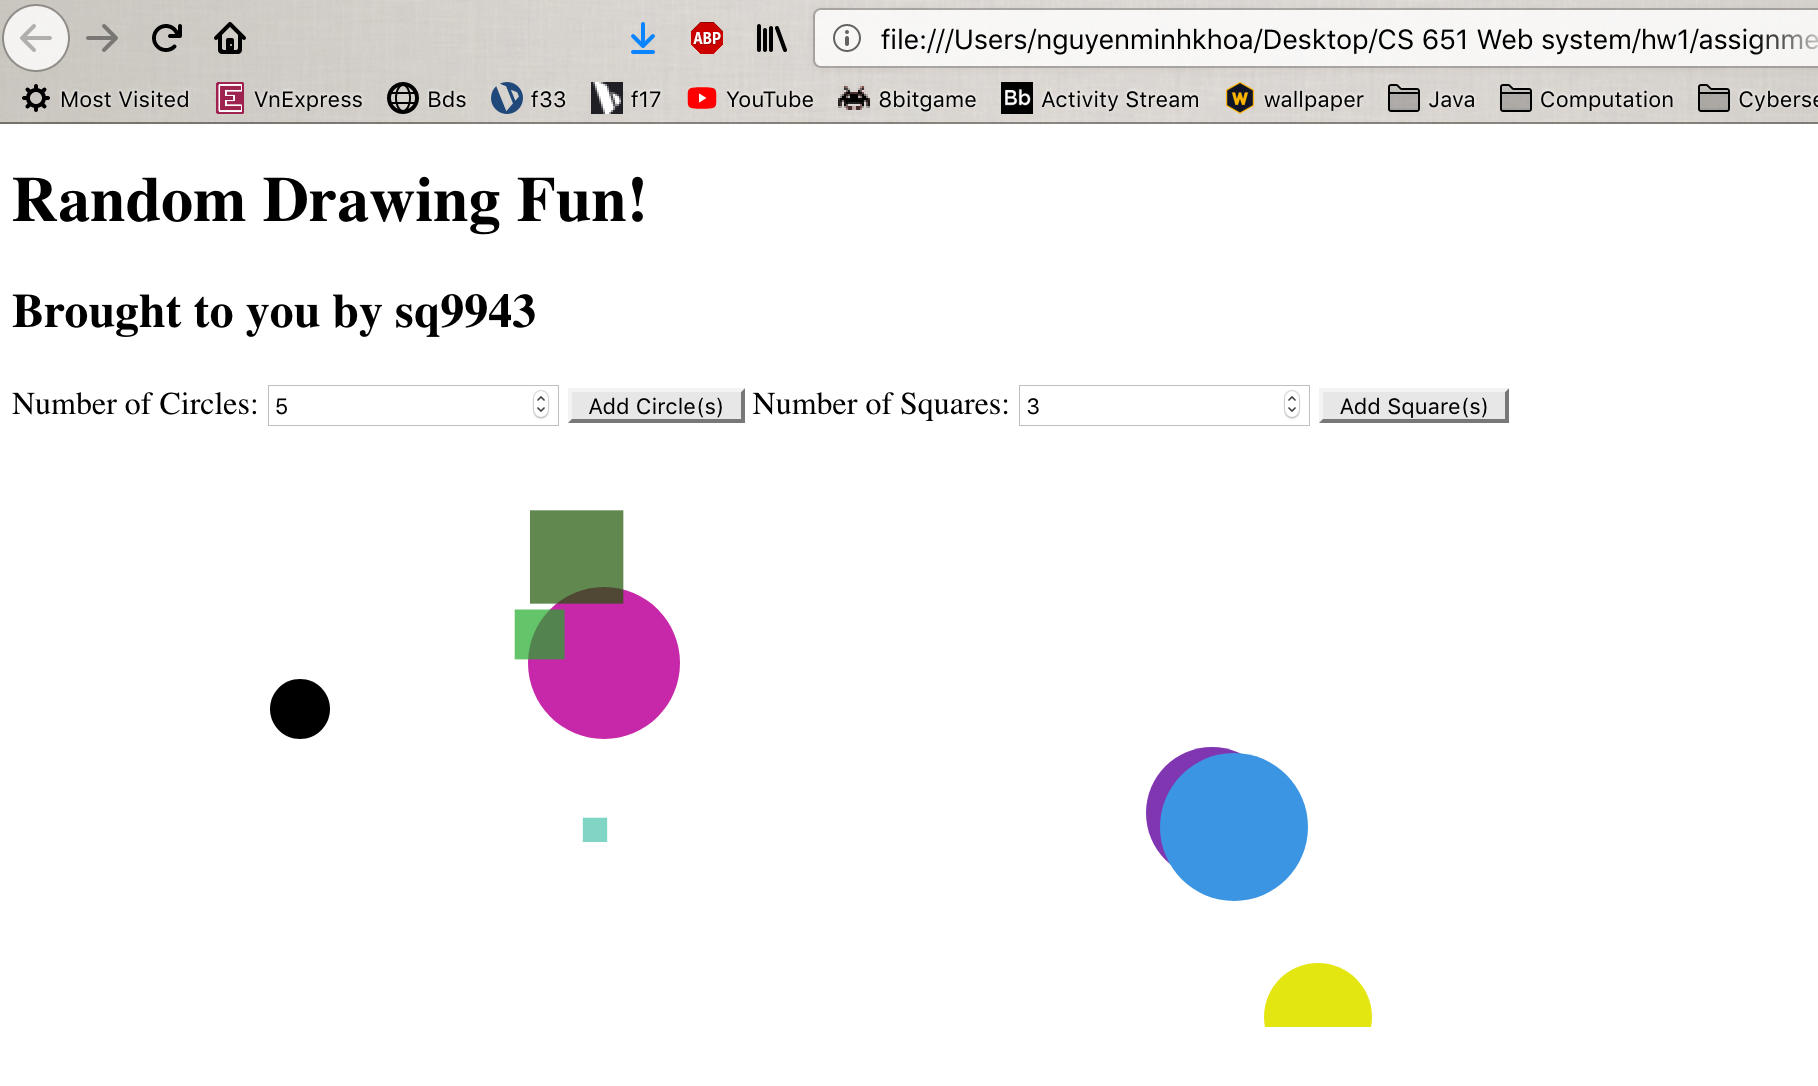 ABP
file:///Users/nguyenminhkhoa/Desktop/CS 651 Web system/hw1/assignme
Most Visited VnExpress Bds f33 f17 YouTube 8bitgame Bb Activity Stream W wallpaper Java Computation Cyberse
Random Drawing Fun!
Brought to you by sq9943
Number of Circles: 5 Add Circle(s) Number of Squares: 3 Add Square(s)